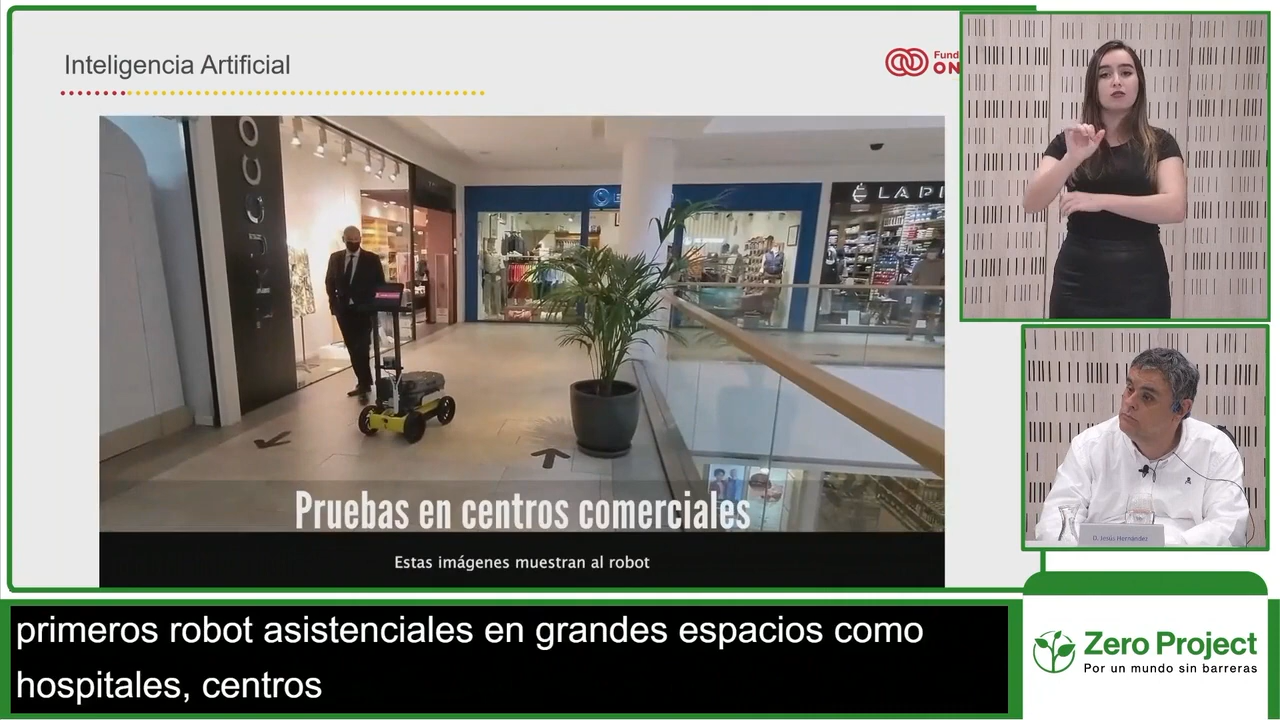 Inteligencia Artificial
Fund
ON
ÉLAPI
Pruebas en centros comerciales
Estas imágenes muestran al robot
D. Jesús Hernández
primeros robot asistenciales en grandes espacios como
hospitales, centros
Zero Project
Por un mundo sin barreras